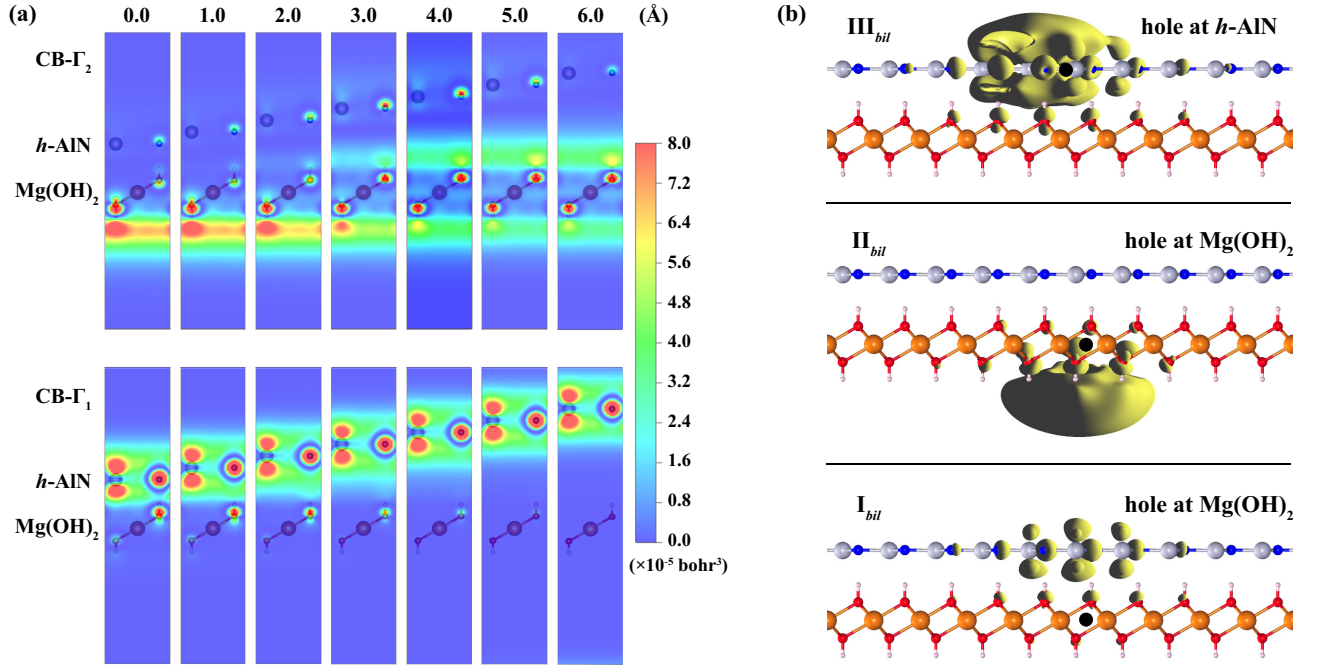 (a)
0.0 1.0 2.0 3.0 4.0 5.0 6.0 (Å)
CB-Γ₂
h-AlN
Mg(OH)₂
8.0
7.2
6.4
5.6
4.8
4.0
3.2
2.4
1.6
0.8
0.0
(×10⁻⁵ bohr³)
CB-Γ₁
h-AlN
Mg(OH)₂
(b)
III_bil hole at h-AlN
II_bil hole at Mg(OH)₂
I_bil hole at Mg(OH)₂